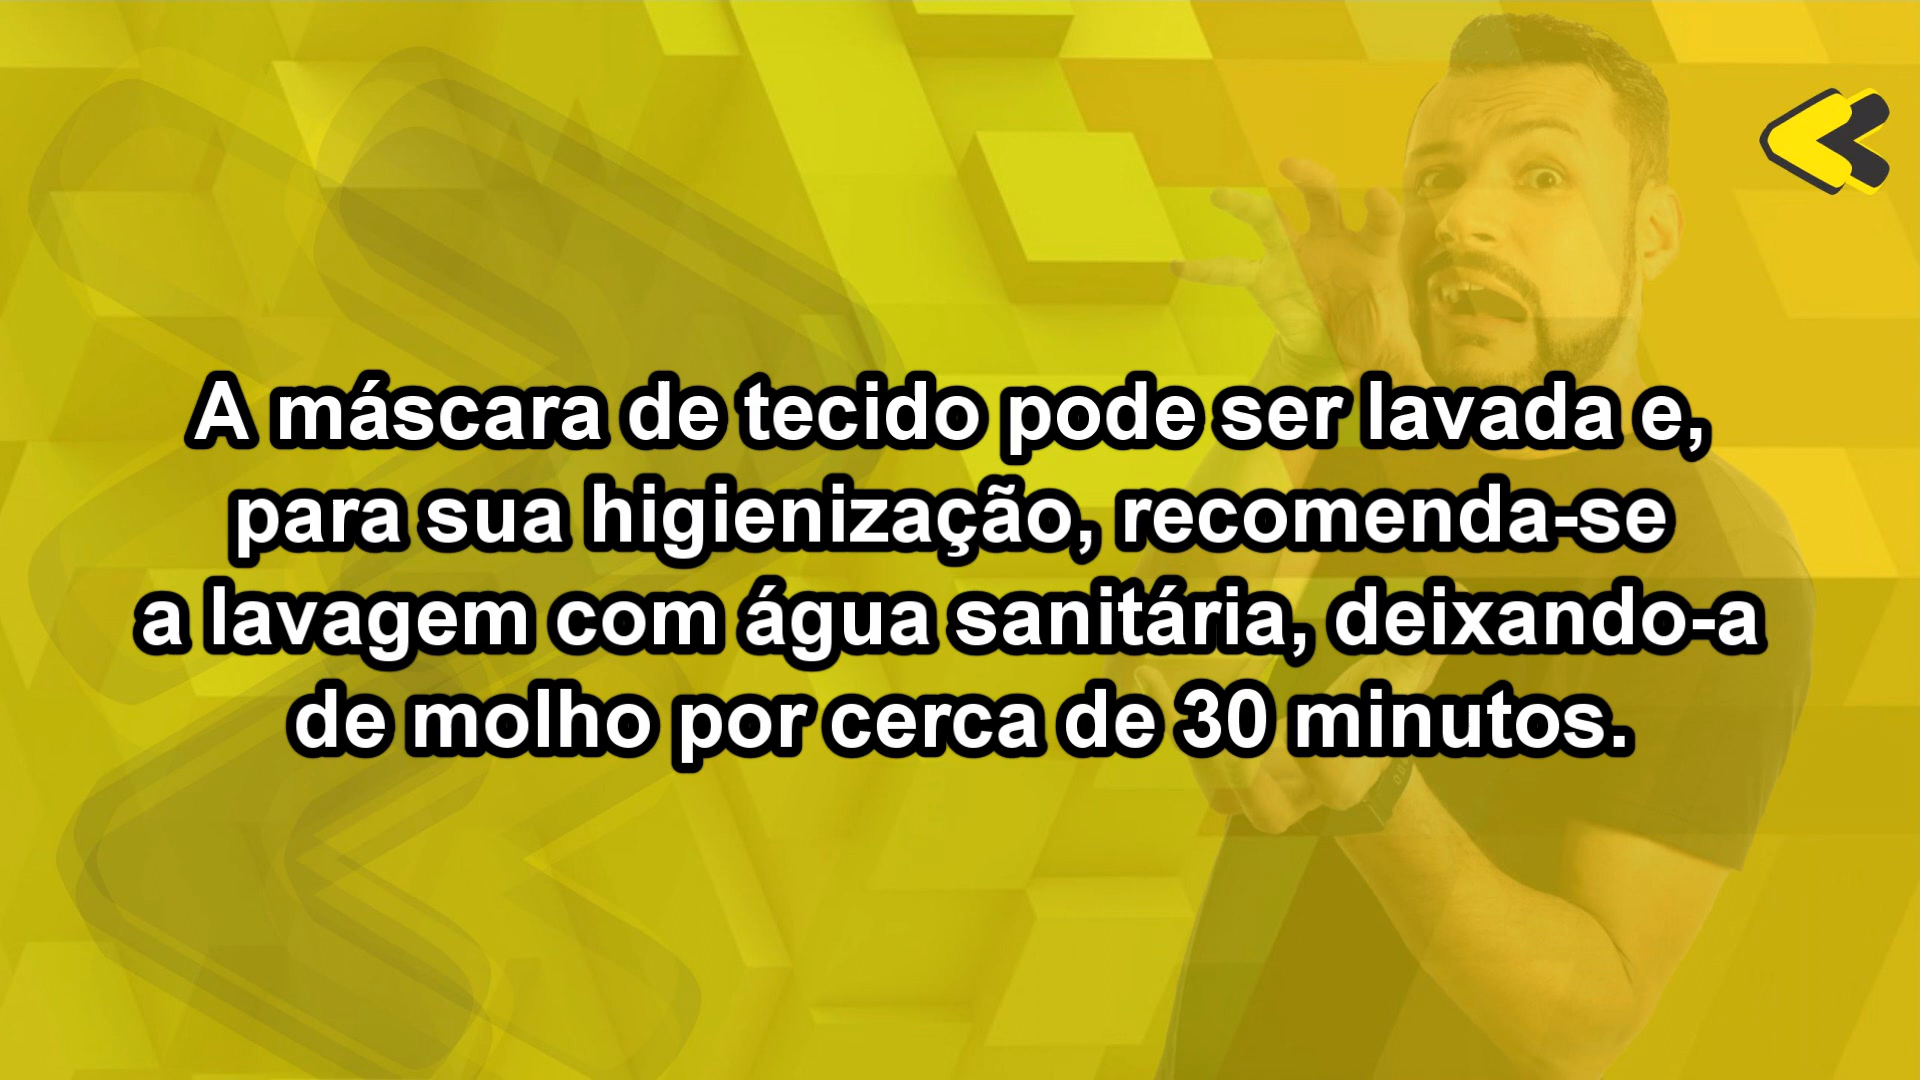 A máscara de tecido pode ser lavada e,
para sua higienização, recomenda-se
a lavagem com água sanitária, deixando-a
de molho por cerca de 30 minutos.